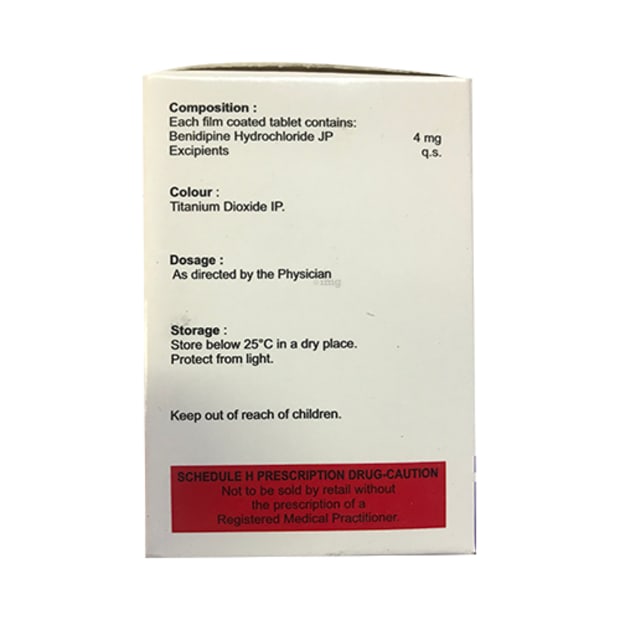 Composition :
Each film coated tablet contains:
Benidipine Hydrochloride JP 4 mg
Excipients q.s.
Colour :
Titanium Dioxide IP.
Dosage :
As directed by the Physician
1mg
Storage :
Store below 25°C in a dry place.
Protect from light.
Keep out of reach of children.
SCHEDULE H PRESCRIPTION DRUG-CAUTION
Not to be sold by retail without
the prescription of a
Registered Medical Practitioner.